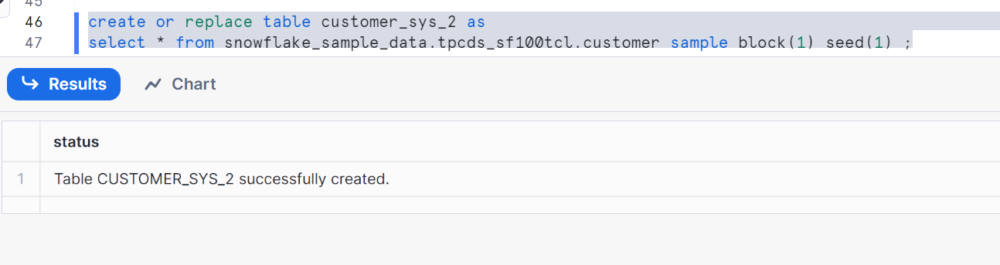 45
46 create or replace table customer_sys_2 as
47 select * from snowflake_sample_data.tpcds_sf100tcl.customer sample block(1) seed(1) ;
Results Chart
status
1 Table CUSTOMER_SYS_2 successfully created.